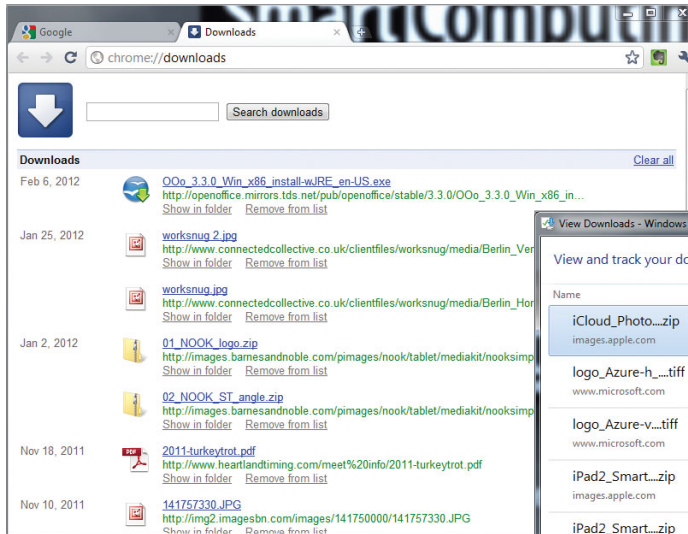 SmartComputin
Google
Downloads
chrome://downloads
Search downloads
Downloads
Clear all
Feb 6, 2012
OOo_3.3.0_Win_x86_install-wJRE_en-US.exe
http://openoffice.mirrors.tds.net/pub/openoffice/stable/3.3.0/OOo_3.3.0_Win_x86_in...
Show in folder Remove from list
Jan 25, 2012
worksnug 2.jpg
http://www.connectedcollective.co.uk/clientfiles/worksnug/media/Berlin_Ver
Show in folder Remove from list
worksnug.jpg
http://www.connectedcollective.co.uk/clientfiles/worksnug/media/Berlin_Hor
Show in folder Remove from list
Jan 2, 2012
01_NOOK_logo.zip
http://images.barnesandnoble.com/pimages/nook/tablet/mediakit/nooksimp
Show in folder Remove from list
02_NOOK_ST_angle.zip
http://images.barnesandnoble.com/pimages/nook/tablet/mediakit/nooksimp
Show in folder Remove from list
Nov 18, 2011
PDF
2011-turkeytrot.pdf
http://www.heartlandtiming.com/meet%20info/2011-turkeytrot.pdf
Show in folder Remove from list
Nov 10, 2011
141757330.JPG
http://img2.imagesbn.com/images/141750000/141757330.JPG
Show in folder Remove from list
View Downloads - Windows
View and track your do
Name
iCloud_Photo....zip
images.apple.com
logo_Azure-h_....tiff
www.microsoft.com
logo_Azure-v....tiff
www.microsoft.com
iPad2_Smart....zip
images.apple.com
iPad2_Smart....zip